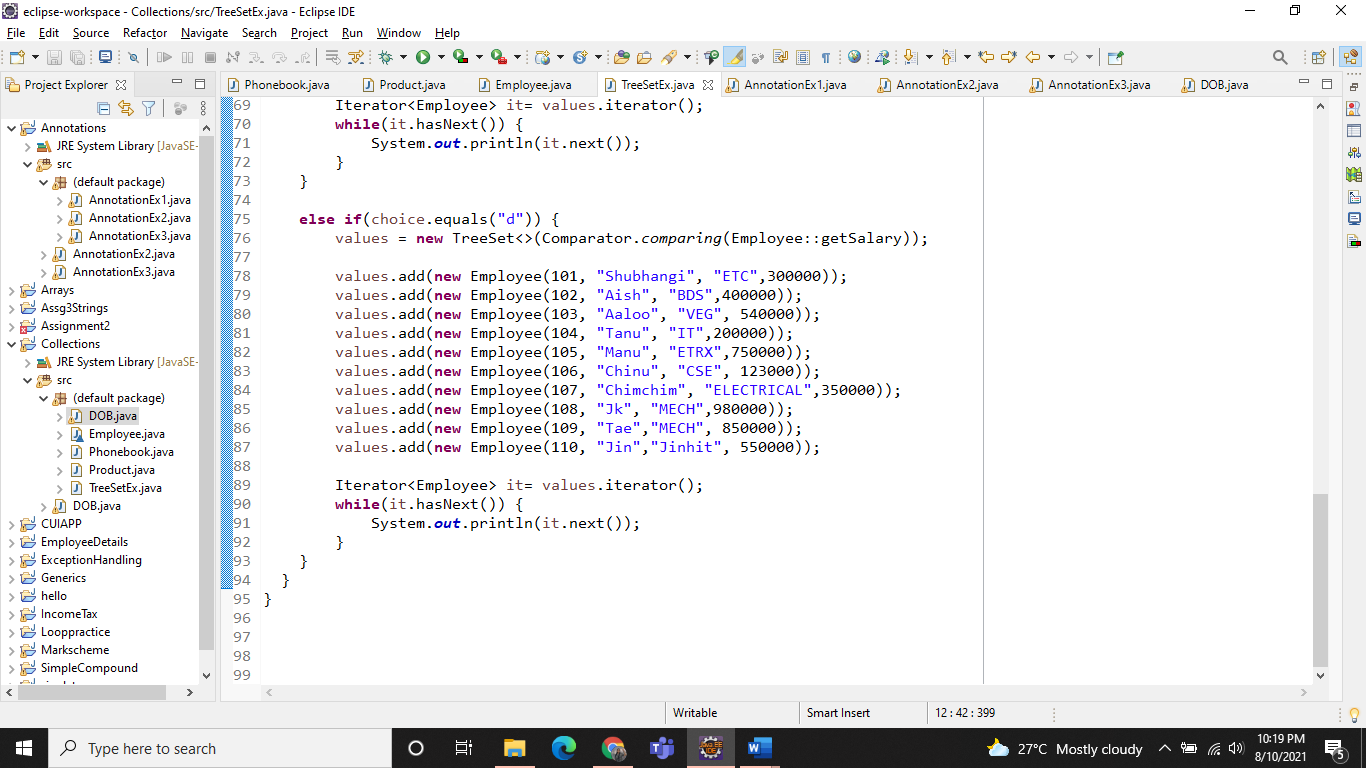 eclipse-workspace - Collections/src/TreeSetEx.java - Eclipse IDE
File Edit Source Refactor Navigate Search Project Run Window Help
Project Explorer
Phonebook.java Product.java Employee.java TreeSetEx.java AnnotationEx1.java AnnotationEx2.java AnnotationEx3.java DOB.java
Annotations
JRE System Library [JavaSE-
src
(default package)
AnnotationEx1.java
AnnotationEx2.java
AnnotationEx3.java
AnnotationEx2.java
AnnotationEx3.java
Arrays
Assg3Strings
Assignment2
Collections
JRE System Library [JavaSE-
src
(default package)
DOB.java
Employee.java
Phonebook.java
Product.java
TreeSetEx.java
DOB.java
CUIAPP
EmployeeDetails
ExceptionHandling
Generics
hello
IncomeTax
Looppractice
Markscheme
SimpleCompound
69 Iterator<Employee> it= values.iterator();
70 while(it.hasNext()) {
71 System.out.println(it.next());
72 }
73 }
74
75 else if(choice.equals("d")) {
76 values = new TreeSet<>(Comparator.comparing(Employee::getSalary));
77
78 values.add(new Employee(101, "Shubhangi", "ETC",300000));
79 values.add(new Employee(102, "Aish", "BDS",400000));
80 values.add(new Employee(103, "Aaloo", "VEG", 540000));
81 values.add(new Employee(104, "Tanu", "IT",200000));
82 values.add(new Employee(105, "Manu", "ETRX",750000));
83 values.add(new Employee(106, "Chinu", "CSE", 123000));
84 values.add(new Employee(107, "Chimchim", "ELECTRICAL",350000));
85 values.add(new Employee(108, "Jk", "MECH",980000));
86 values.add(new Employee(109, "Tae","MECH", 850000));
87 values.add(new Employee(110, "Jin","Jinhit", 550000));
88
89 Iterator<Employee> it= values.iterator();
90 while(it.hasNext()) {
91 System.out.println(it.next());
92 }
93 }
94 }
95 }
96
97
98
99
Writable Smart Insert 12 : 42 : 399
Type here to search
27°C Mostly cloudy
10:19 PM
8/10/2021
5